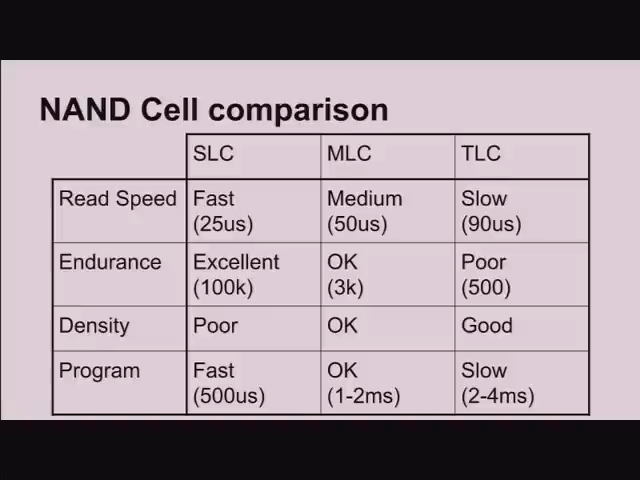 NAND Cell comparison
SLC MLC TLC
Read Speed Fast Medium Slow
(25us) (50us) (90us)
Endurance Excellent OK Poor
(100k) (3k) (500)
Density Poor OK Good
Program Fast OK Slow
(500us) (1-2ms) (2-4ms)